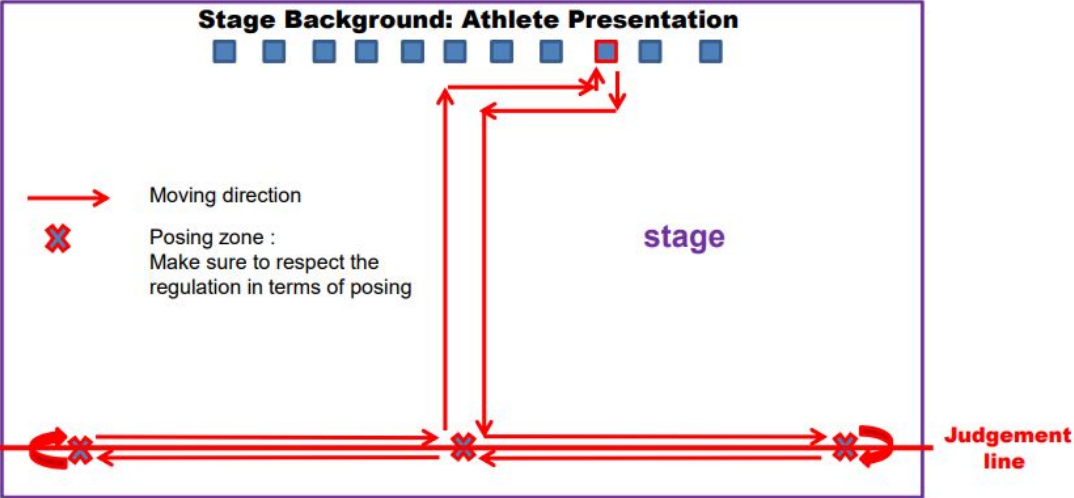 Stage Background: Athlete Presentation
Moving direction
Posing zone :
Make sure to respect the
regulation in terms of posing
stage
Judgement
line